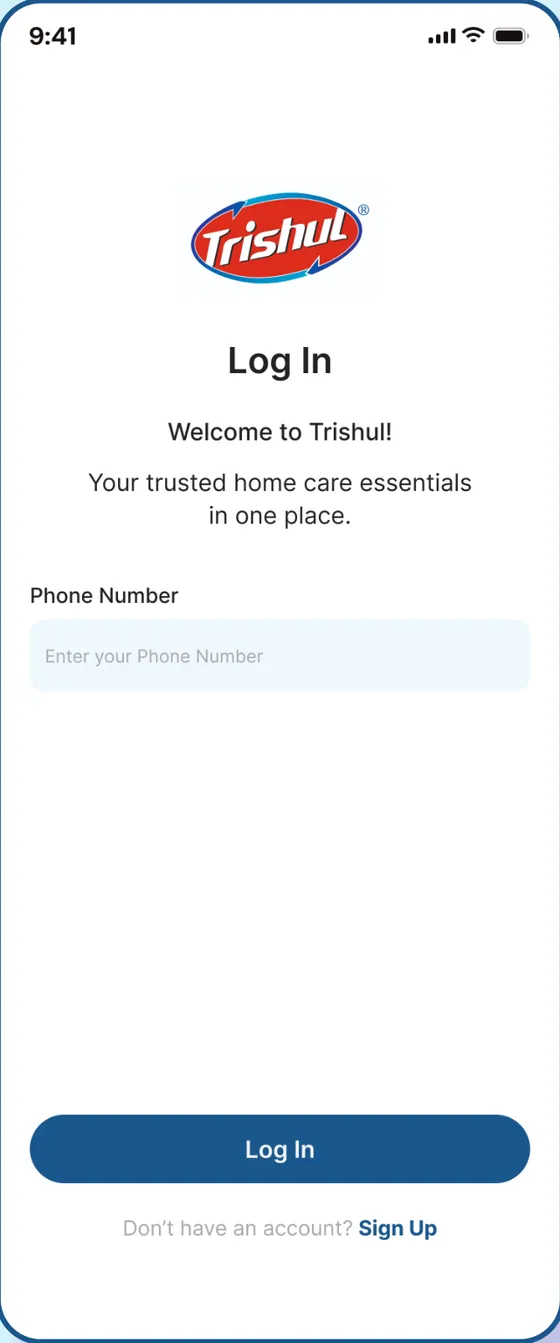 9:41
Trishul®
Log In
Welcome to Trishul!
Your trusted home care essentials
in one place.
Phone Number
Enter your Phone Number
Log In
Don’t have an account? Sign Up